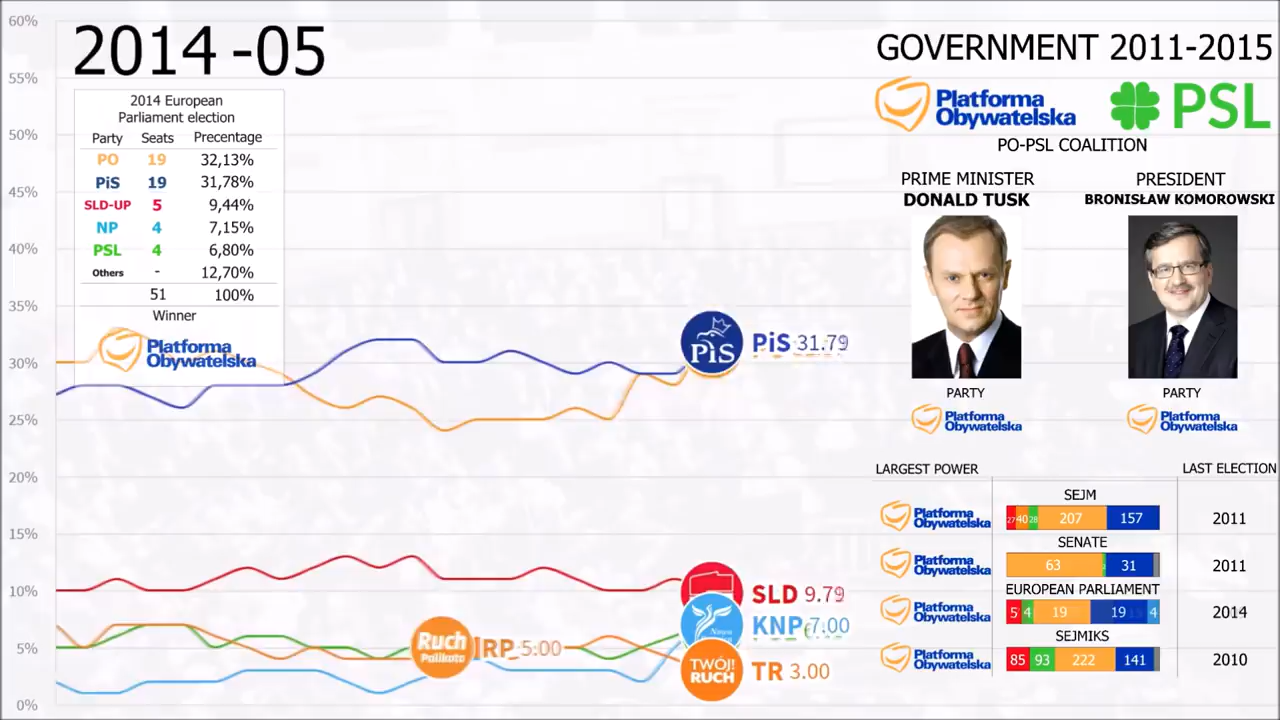 60%
2014 -05
GOVERNMENT 2011-2015
55%
Platforma
Obywatelska
PSL
PO-PSL COALITION
2014 European
Parliament election
Party Seats Precentage
PO 19 32,13%
PiS 19 31,78%
SLD-UP 5 9,44%
NP 4 7,15%
PSL 4 6,80%
Others - 12,70%
51 100%
Winner
Platforma
Obywatelska
50%
45%
40%
35%
30%
25%
20%
15%
10%
5%
0%
PRIME MINISTER
DONALD TUSK
PRESIDENT
BRONISŁAW KOMOROWSKI
PARTY
Platforma
Obywatelska
PARTY
Platforma
Obywatelska
PiS
PiS 31.79
SLD 9.79
KNP 7.00
Ruch
Palikota
RP 5.00
TWÓJ!
RUCH
TR 3.00
LARGEST POWER
LAST ELECTION
SEJM
Platforma
Obywatelska
27 40 28 207 157
2011
SENATE
Platforma
Obywatelska
63 2 31
2011
EUROPEAN PARLIAMENT
Platforma
Obywatelska
5 4 19 19 4
2014
SEJMIKS
Platforma
Obywatelska
85 93 222 141
2010